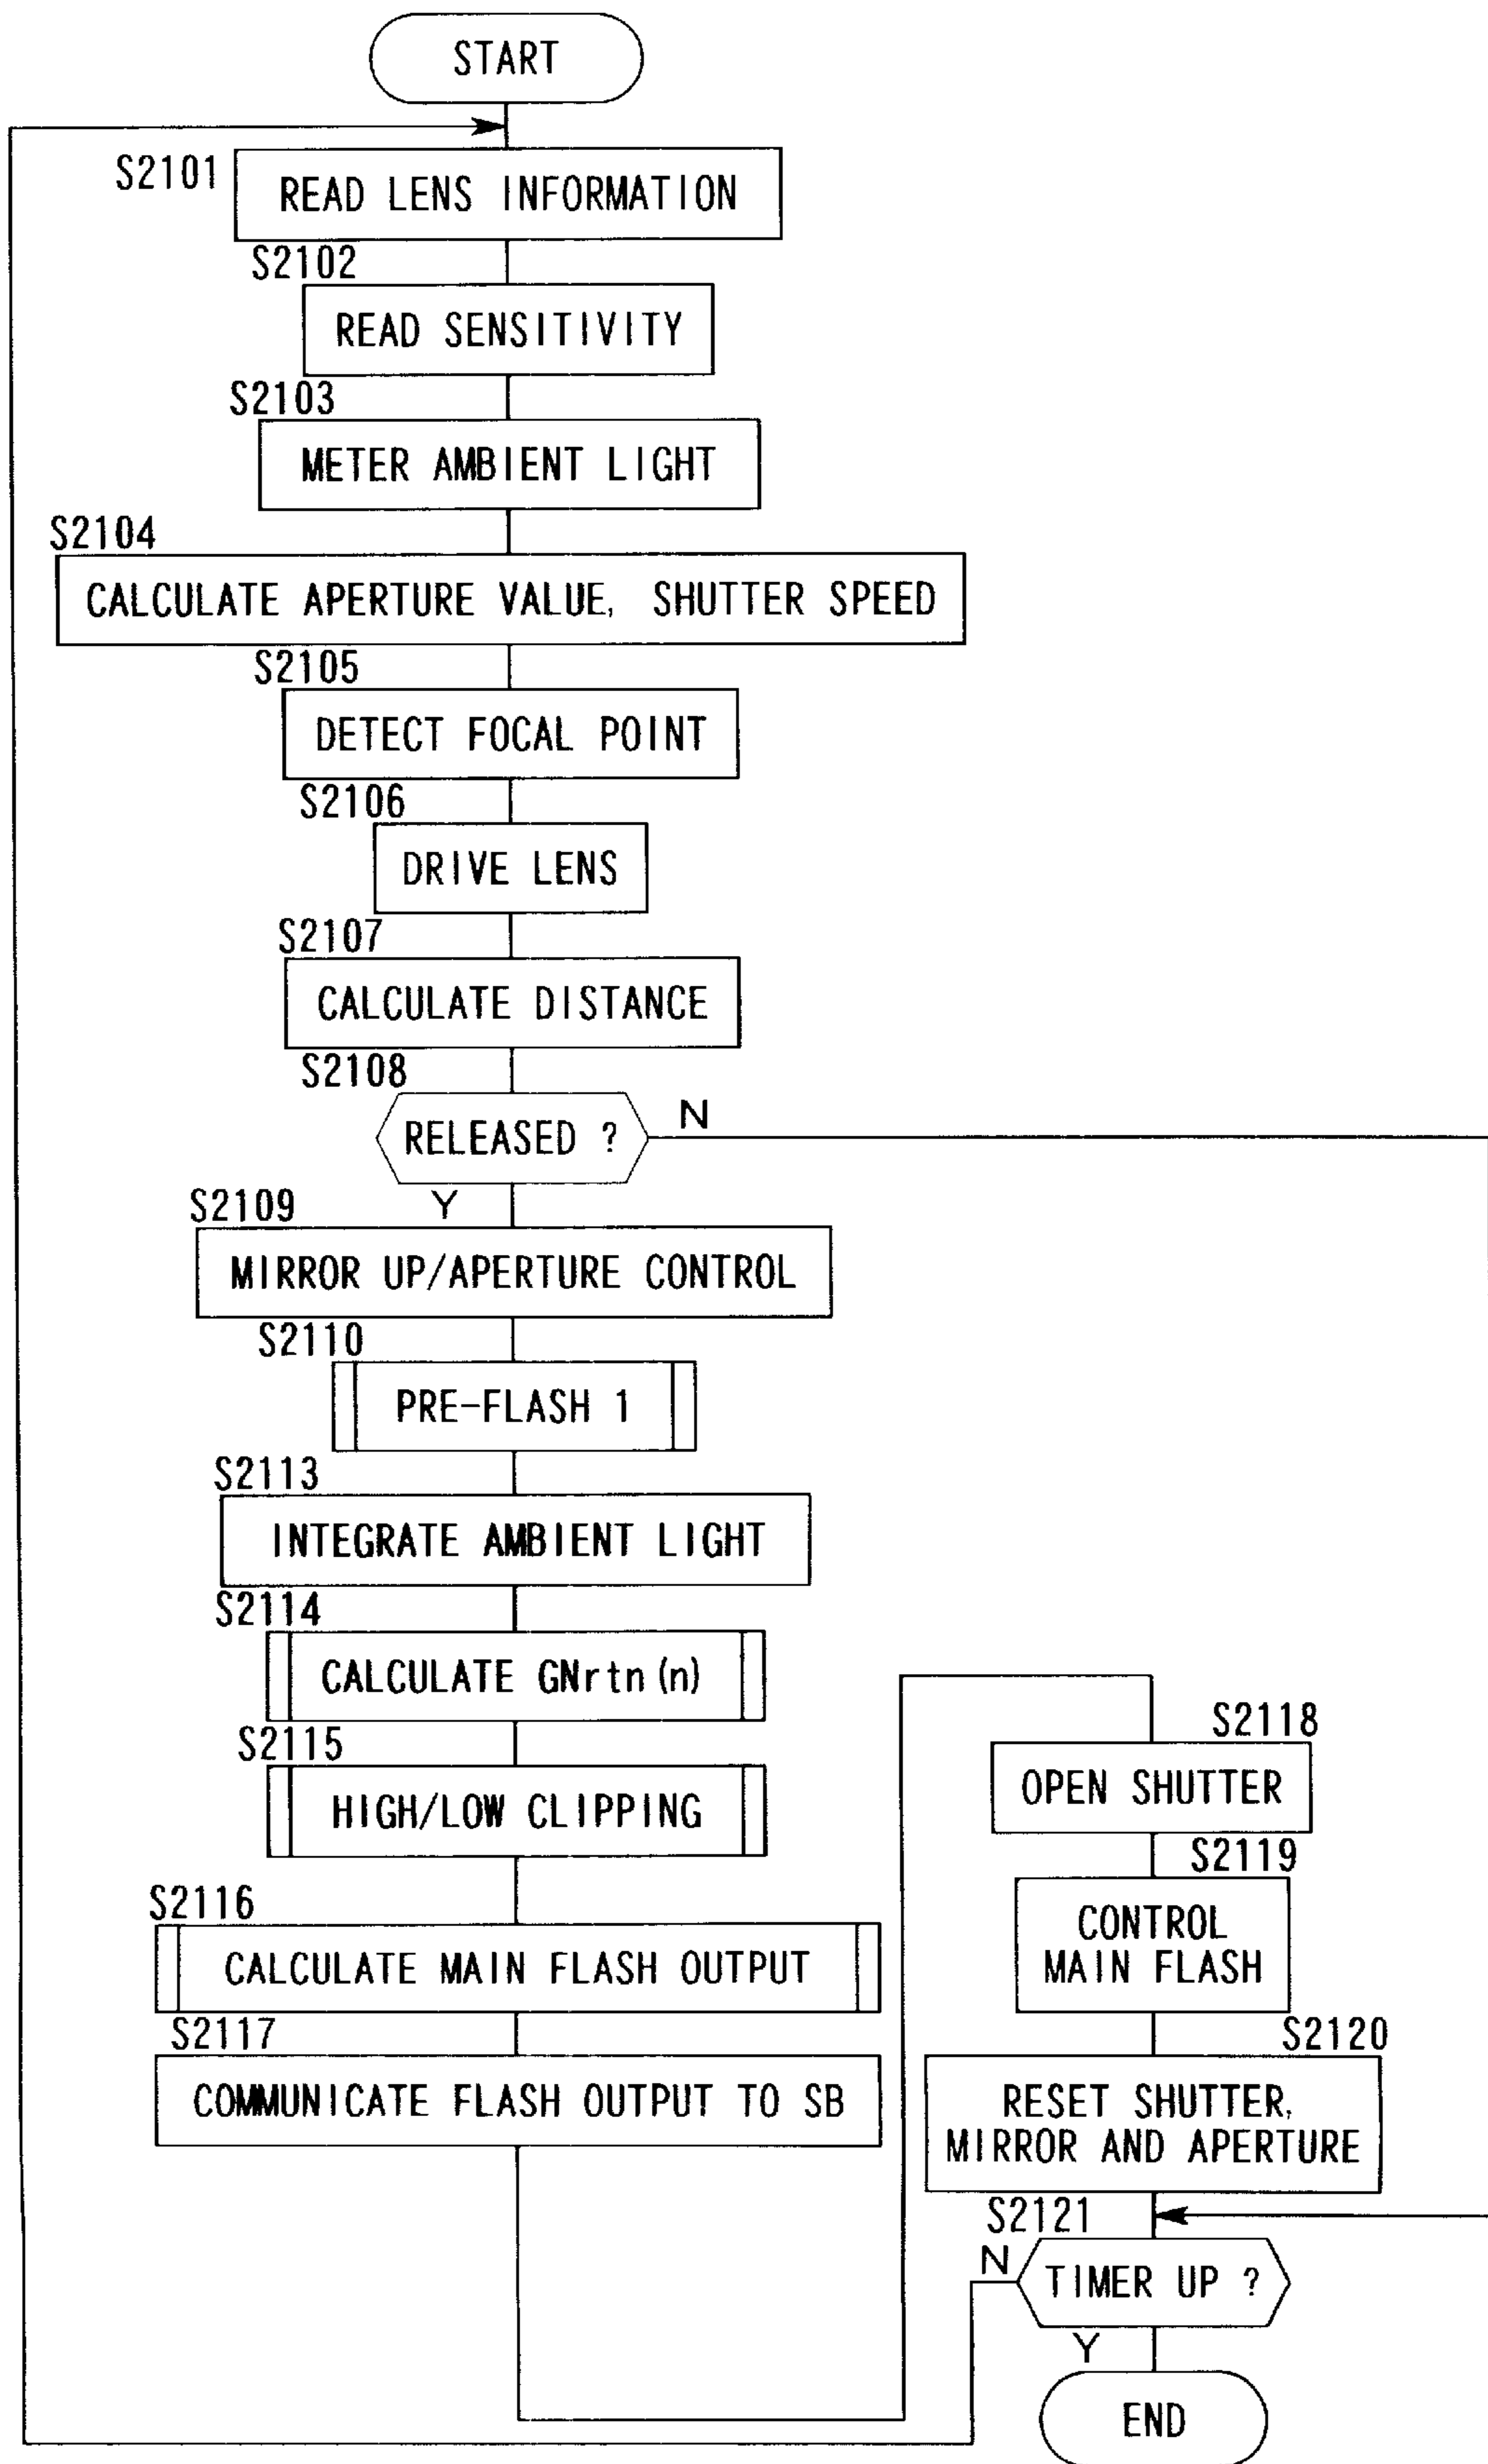 START
S2101
READ LENS INFORMATION
S2102
READ SENSITIVITY
S2103
METER AMBIENT LIGHT
S2104
CALCULATE APERTURE VALUE, SHUTTER SPEED
S2105
DETECT FOCAL POINT
S2106
DRIVE LENS
S2107
CALCULATE DISTANCE
S2108
RELEASED ?
N
Y
S2109
MIRROR UP/APERTURE CONTROL
S2110
PRE-FLASH 1
S2113
INTEGRATE AMBIENT LIGHT
S2114
CALCULATE GNrtn(n)
S2115
HIGH/LOW CLIPPING
S2116
CALCULATE MAIN FLASH OUTPUT
S2117
COMMUNICATE FLASH OUTPUT TO SB
S2118
OPEN SHUTTER
S2119
CONTROL
MAIN FLASH
S2120
RESET SHUTTER,
MIRROR AND APERTURE
S2121
N
TIMER UP ?
Y
END